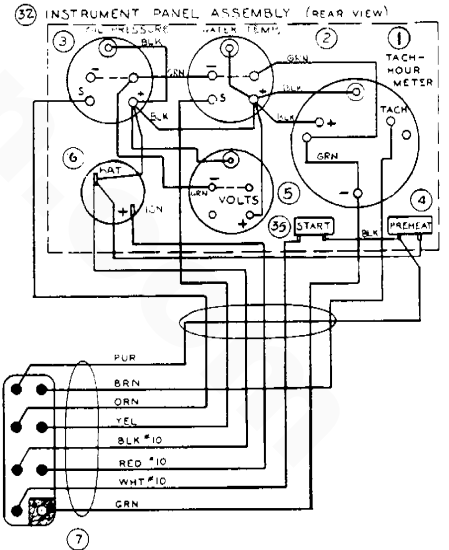 32 INSTRUMENT PANEL ASSEMBLY (REAR VIEW)
3 OIL PRESSURE WATER TEMP 2 1
TACH-
HOUR
METER
BLK
GRN
GRN
- + S
- + S
BLK
BLK
BLK
+
TACH
GRN
-
6 BAT
+ IGN
GRN
-
VOLTS
+
5
35 START
BLK
4
PREHEAT
PUR
BRN
ORN
YEL
BLK #10
RED #10
WHT #10
GRN
7